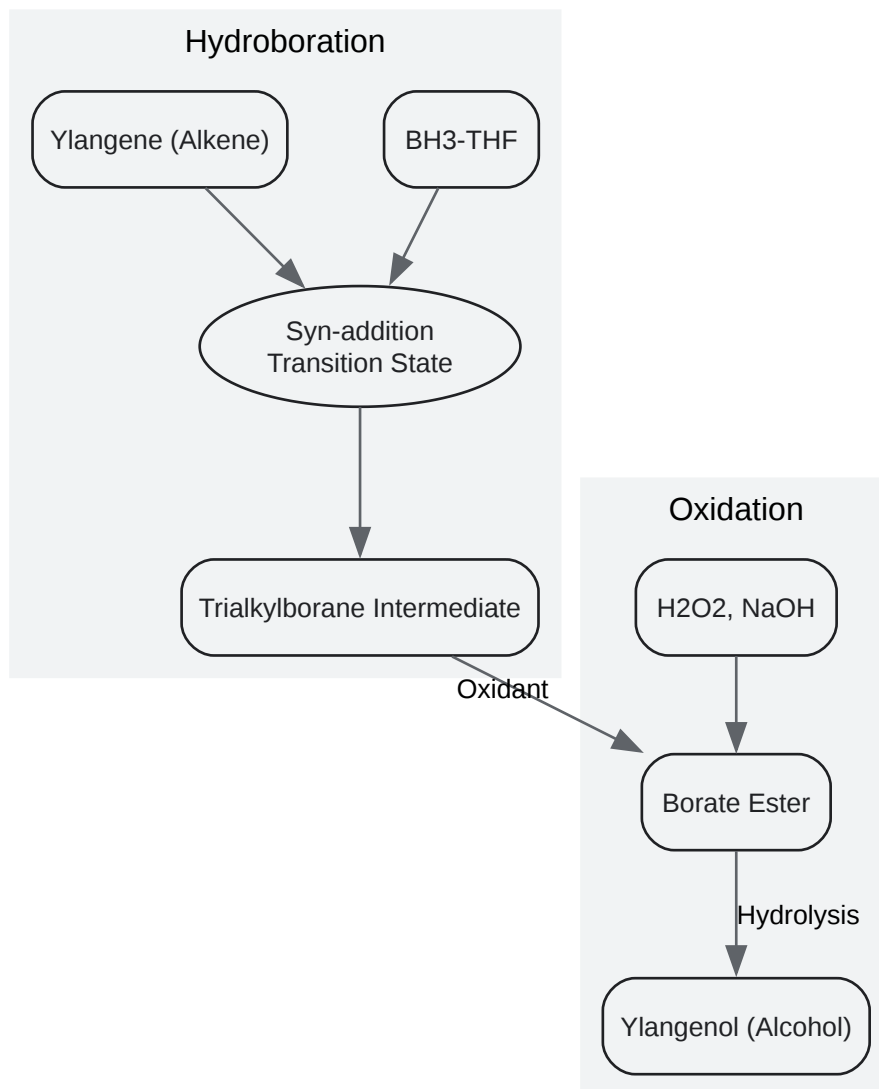 Hydroboration
Ylangene (Alkene)
BH3-THF
Syn-addition
Transition State
Trialkylborane Intermediate
Oxidant
Oxidation
H2O2, NaOH
Borate Ester
Hydrolysis
Ylangenol (Alcohol)